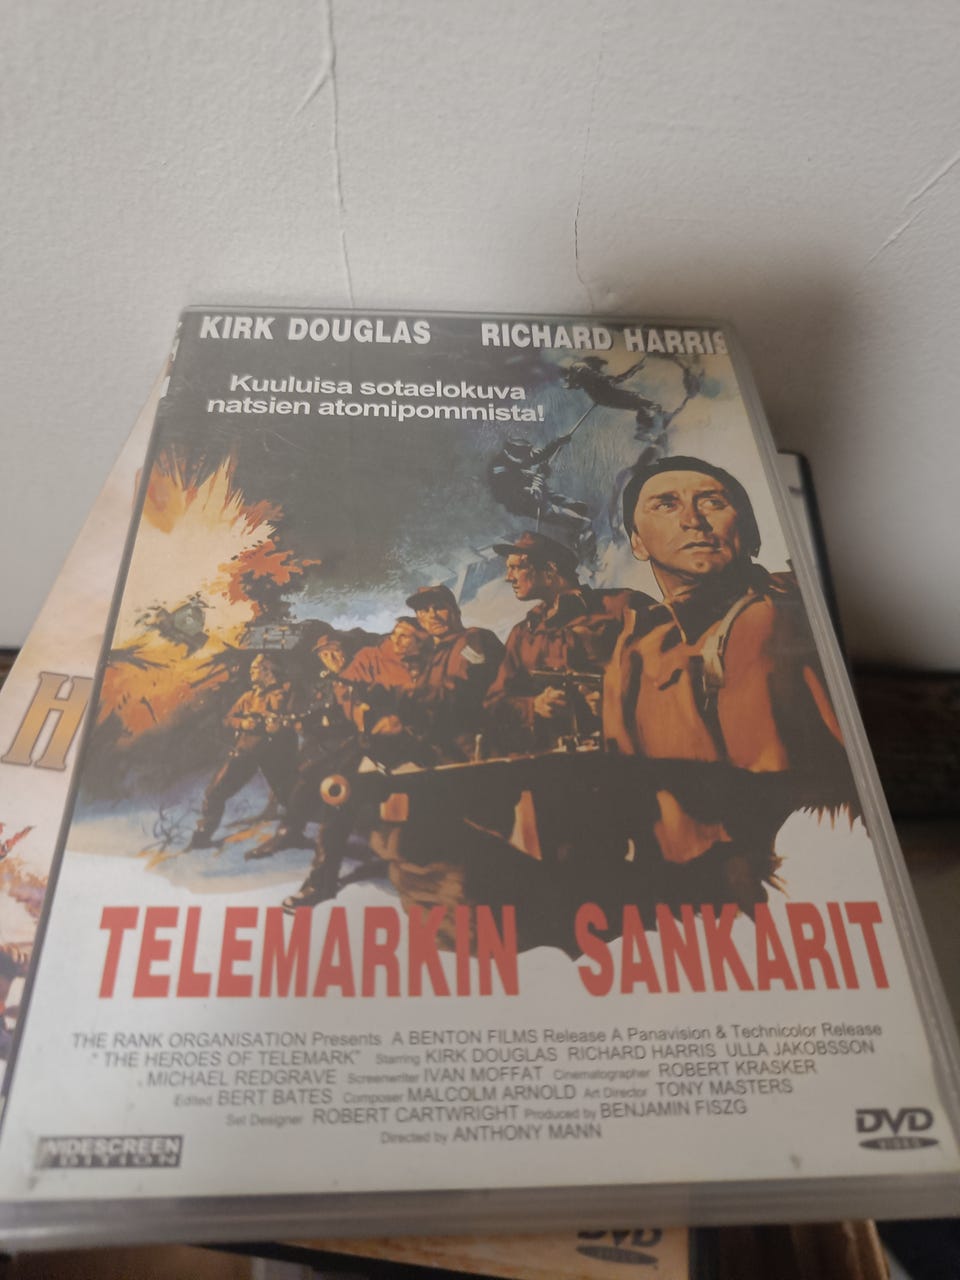 KIRK DOUGLAS RICHARD HARRIS
Kuuluisa sotaelokuva
natsien atomipommista!
H
TELEMARKIN SANKARIT
THE RANK ORGANISATION Presents A BENTON FILMS Release A Panavision & Technicolor Release
" THE HEROES OF TELEMARK" Starring KIRK DOUGLAS RICHARD HARRIS ULLA JAKOBSSON
. MICHAEL REDGRAVE Screenwriter IVAN MOFFAT Cinematographer ROBERT KRASKER
Edited BERT BATES Composer MALCOLM ARNOLD Art Director TONY MASTERS
Set Designer ROBERT CARTWRIGHT Produced by BENJAMIN FISZG
Directed by ANTHONY MANN
WIDESCREEN
EDITION
DVD
VIDEO
DVD